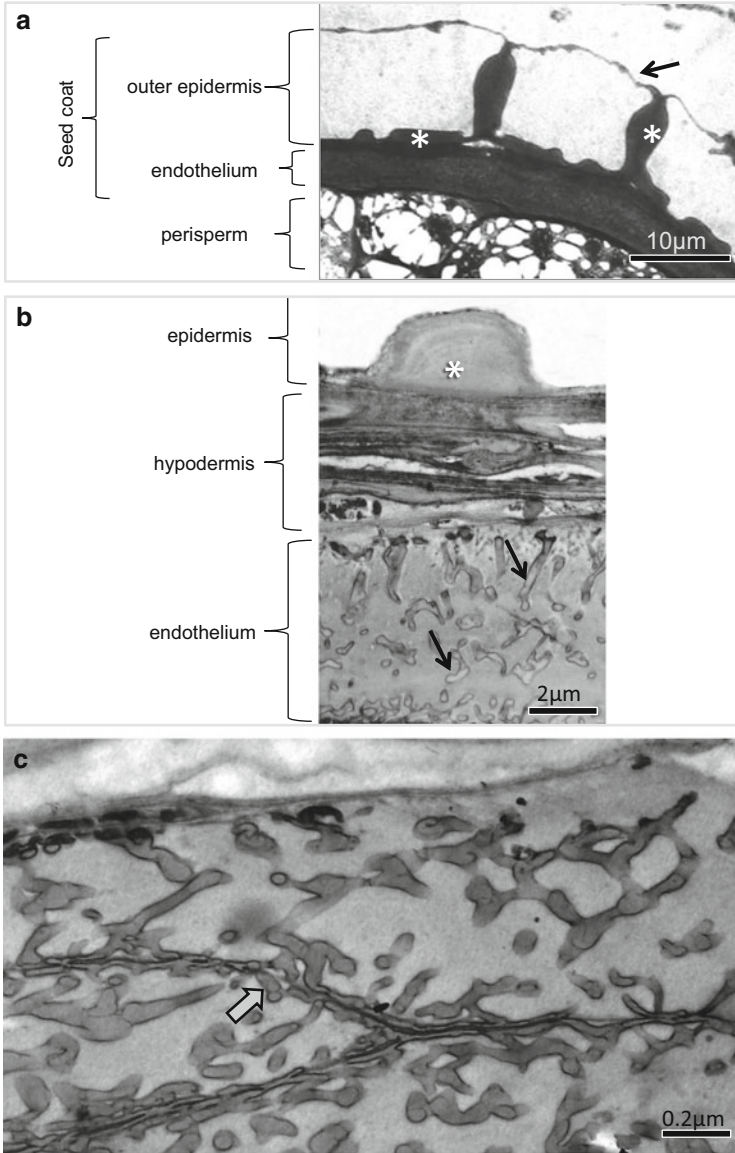 a
Seed coat
outer epidermis
*
*
endothelium
perisperm
10μm
b
epidermis
*
hypodermis
endothelium
2μm
c
0.2μm